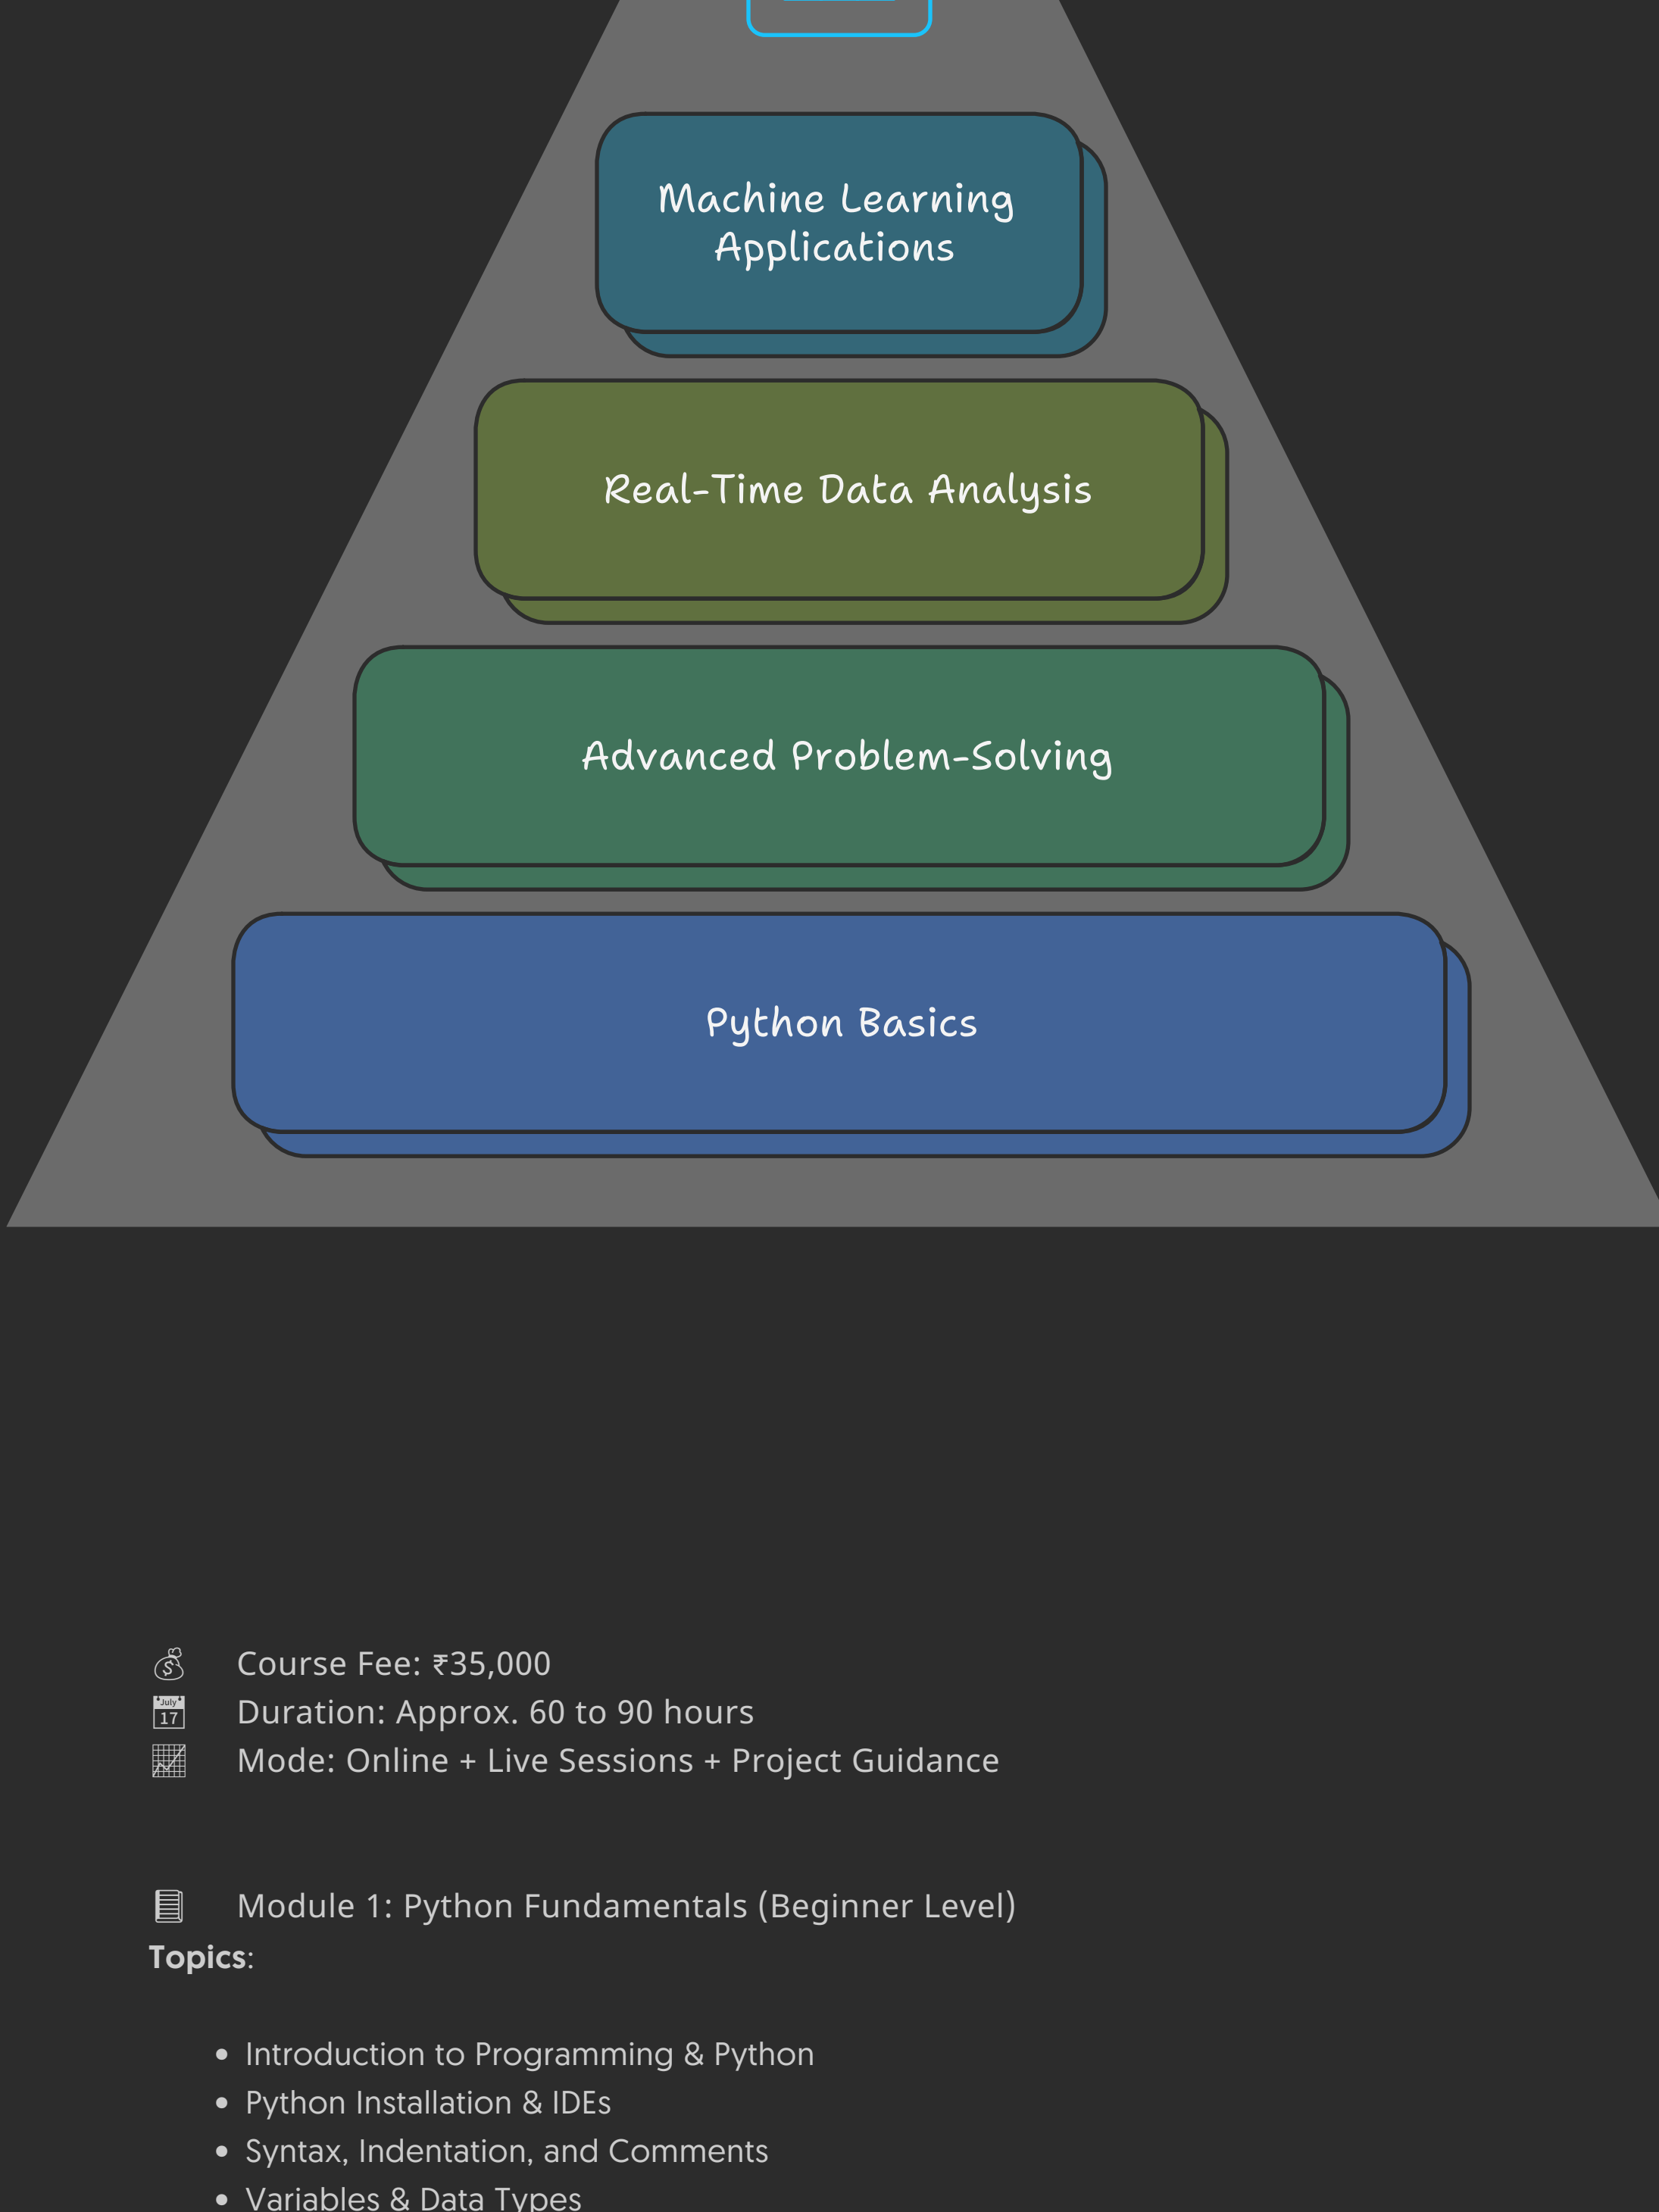 Machine Learning
Applications
Real-Time Data Analysis
Advanced Problem-Solving
Python Basics
Course Fee: ₹35,000
July
17
Duration: Approx. 60 to 90 hours
Mode: Online + Live Sessions + Project Guidance
Module 1: Python Fundamentals (Beginner Level)
Topics:
• Introduction to Programming & Python
• Python Installation & IDEs
• Syntax, Indentation, and Comments
• Variables & Data Types